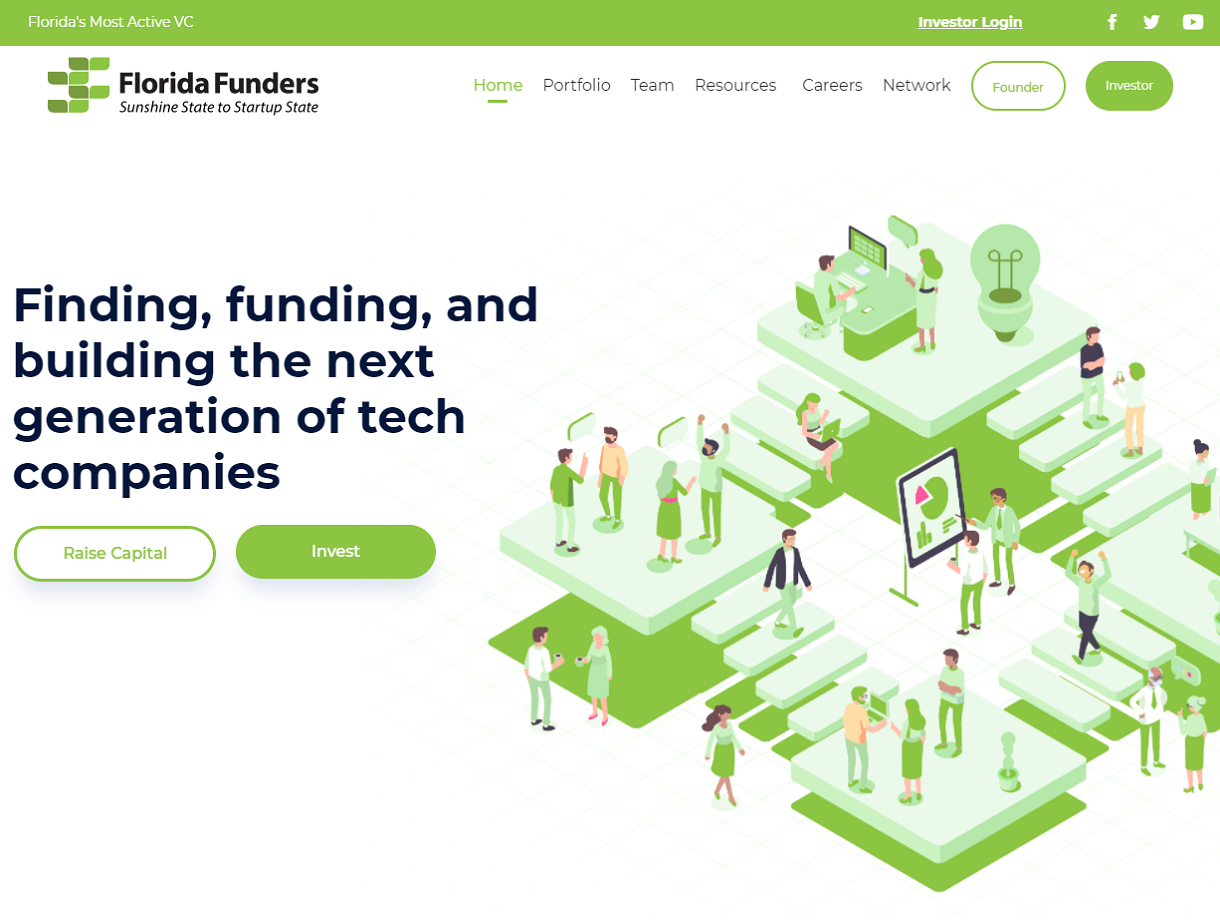 Florida's Most Active VC
Investor Login
Florida Funders
Sunshine State to Startup State
Home
Portfolio
Team
Resources
Careers
Network
Founder
Investor
Finding, funding, and
building the next
generation of tech
companies
Raise Capital
Invest